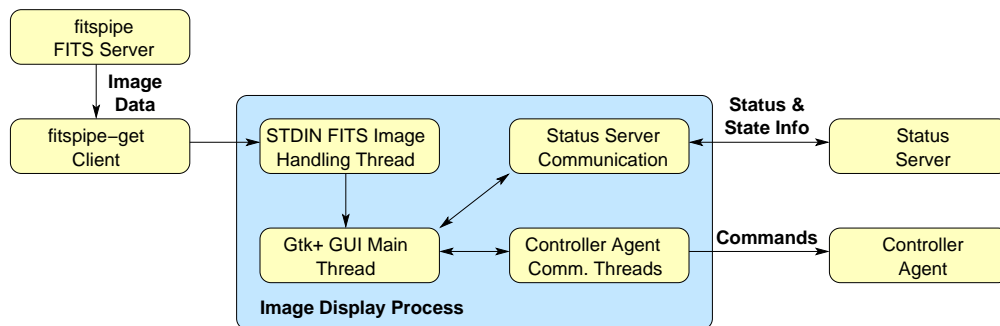 fitspipe
FITS Server
Image
Data
fitspipe−get
Client
STDIN FITS Image
Handling Thread
Status Server
Communication
Status &
State Info
Status
Server
Gtk+ GUI Main
Thread
Controller Agent
Comm. Threads
Commands
Controller
Agent
Image Display Process